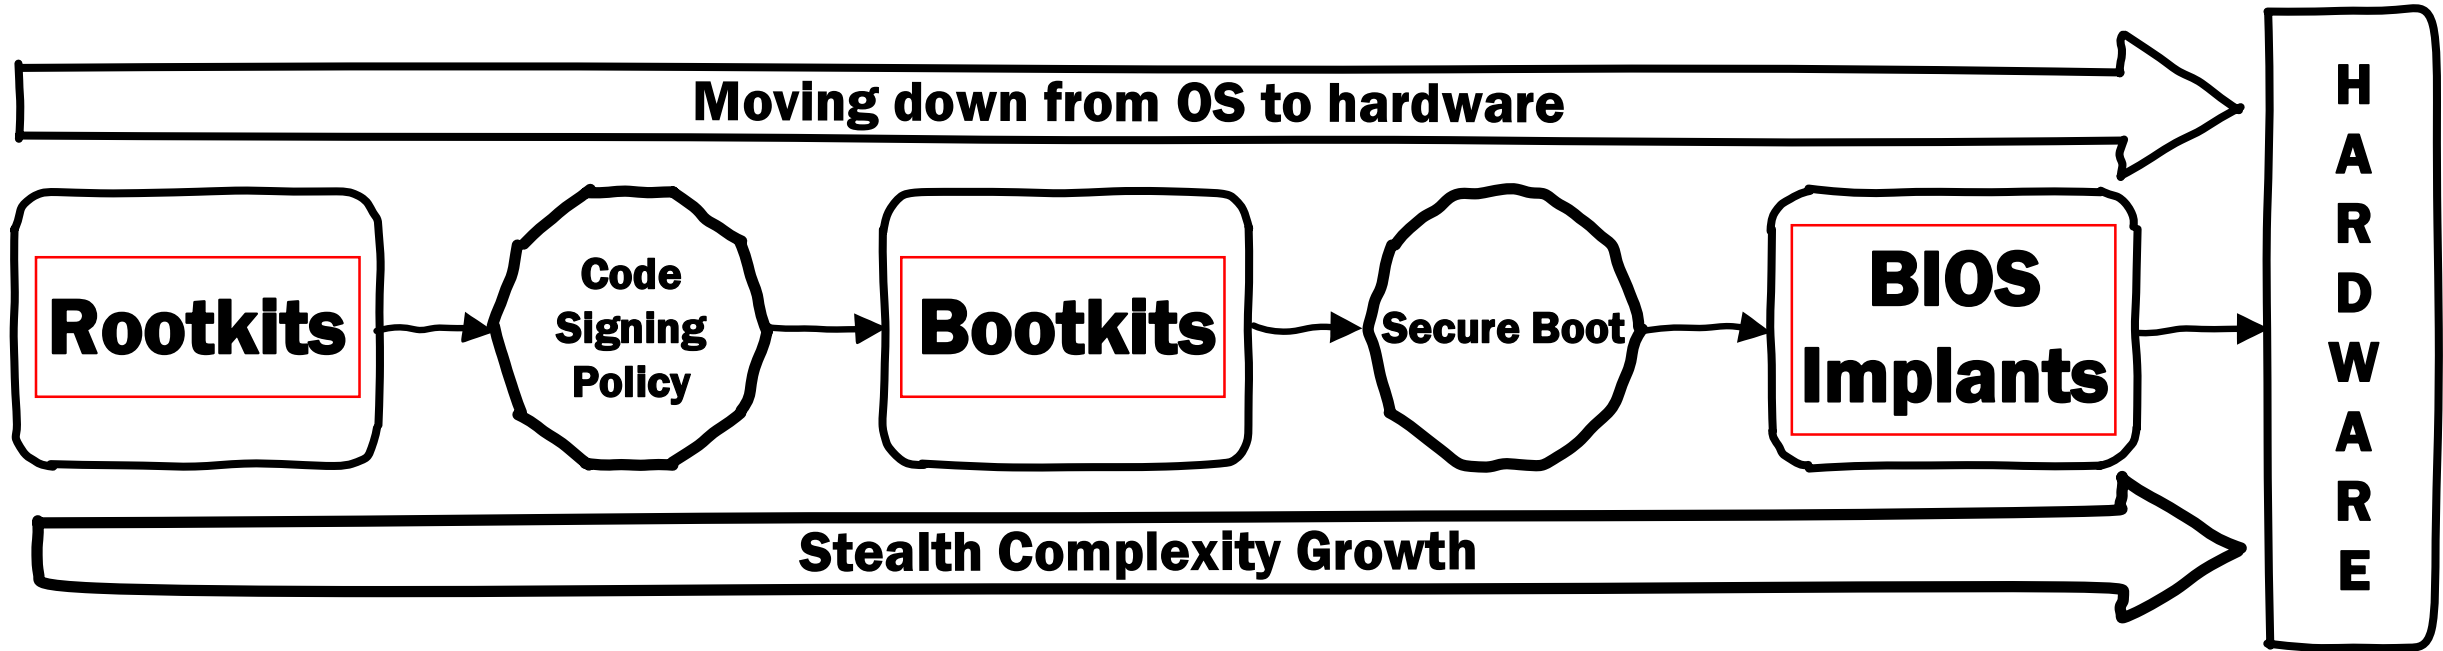 Moving down from OS to hardware
Rootkits
Code
Signing
Policy
Bootkits
Secure Boot
BIOS
Implants
Stealth Complexity Growth
H
A
R
D
W
A
R
E